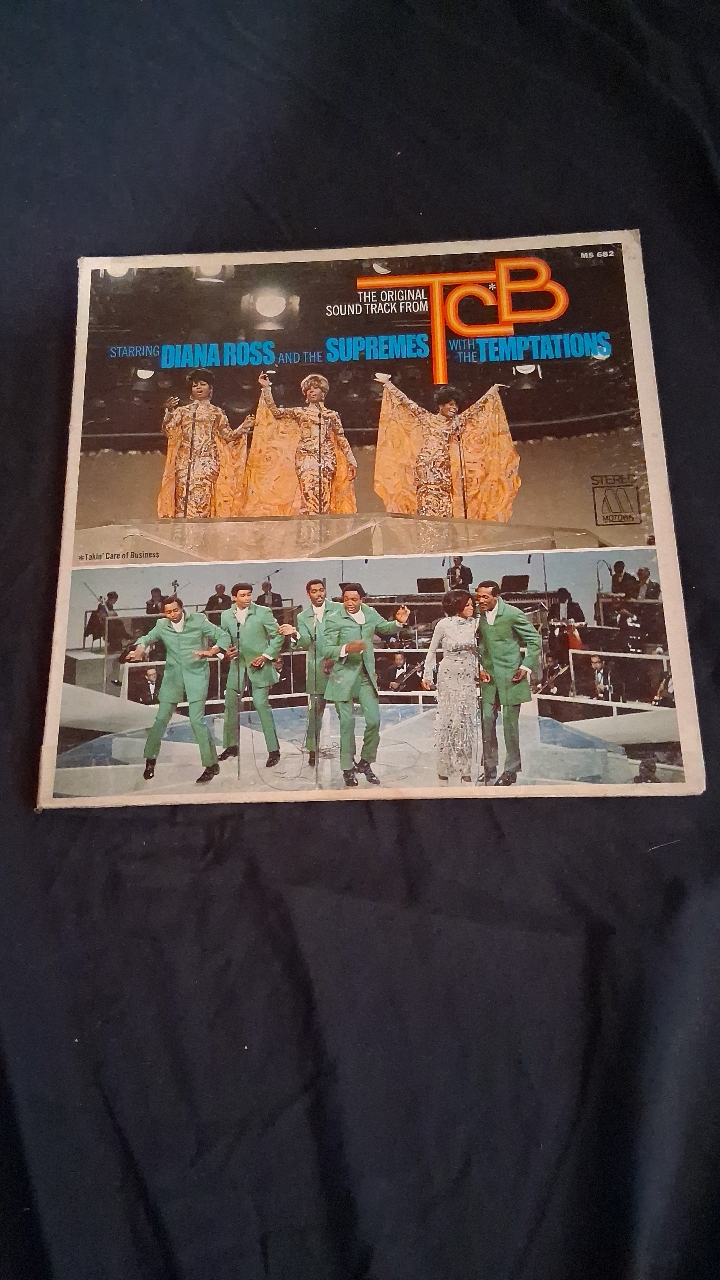 MS 682
THE ORIGINAL
SOUND TRACK FROM
TC*B
STARRING DIANA ROSS AND THE SUPREMES WITH THE TEMPTATIONS
STEREO
MOTOWN
*Takin' Care of Business